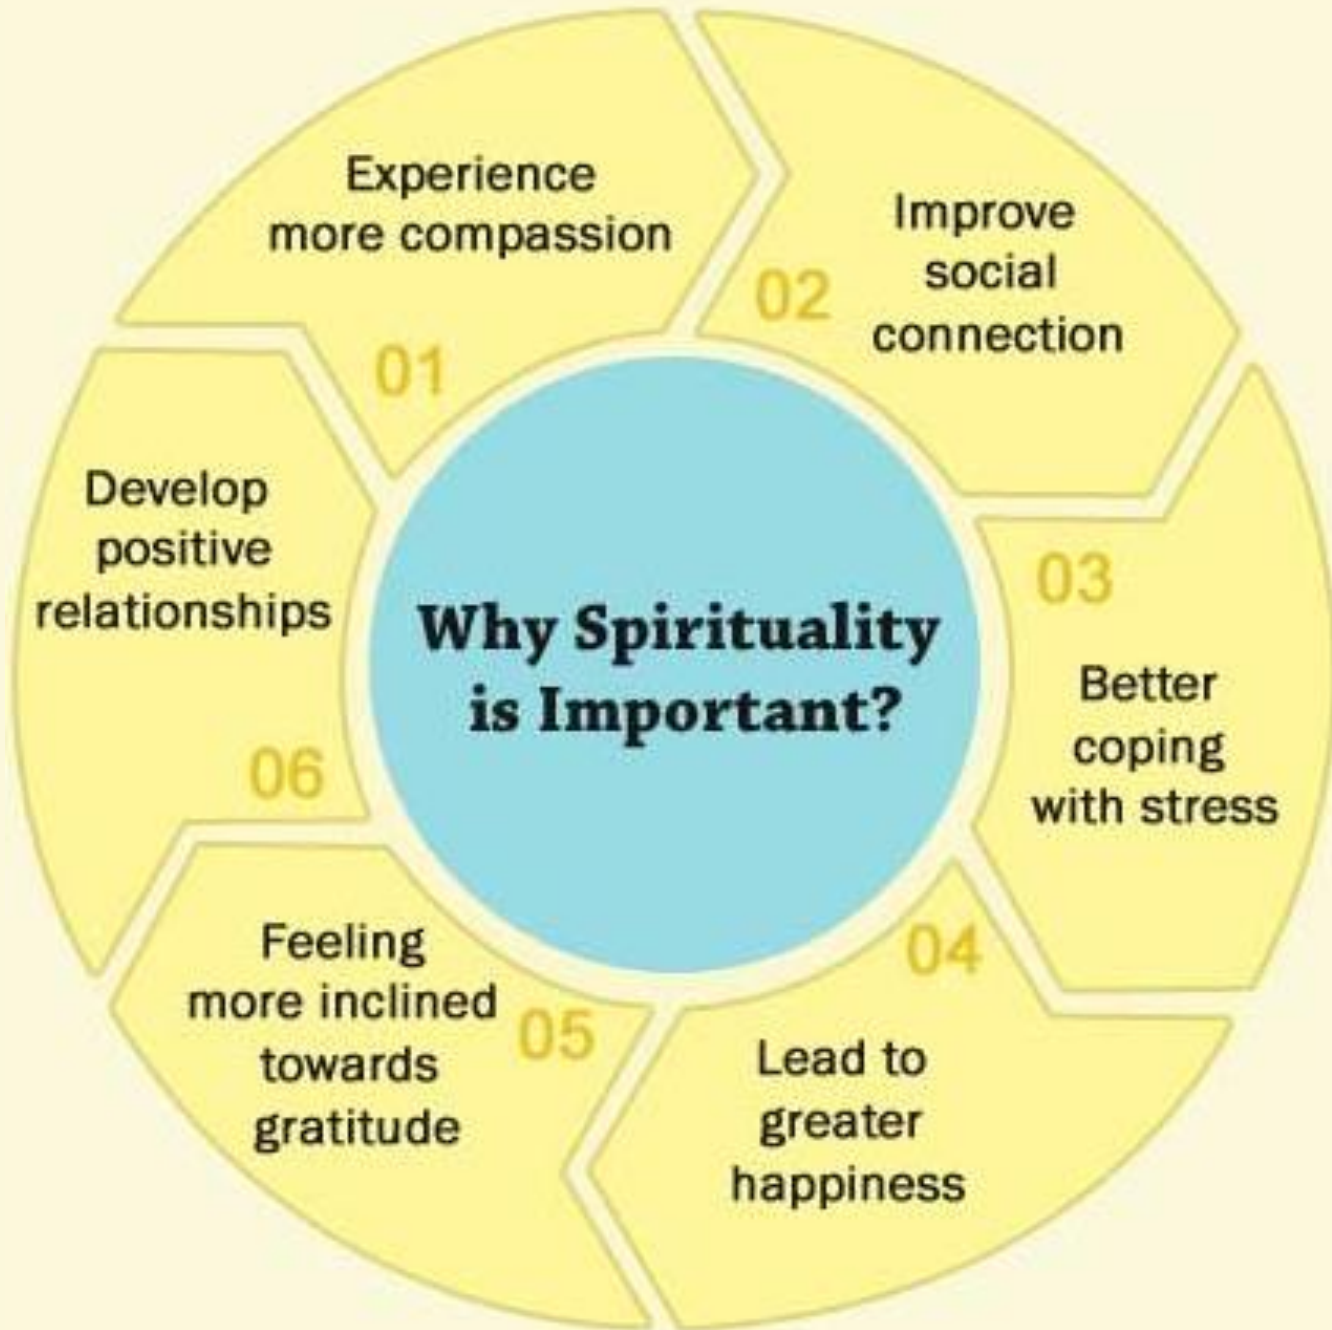 Why Spirituality
is Important?
Experience
more compassion
01
02
Improve
social
connection
03
Better
coping
with stress
04
Lead to
greater
happiness
05
Feeling
more inclined
towards
gratitude
06
Develop
positive
relationships